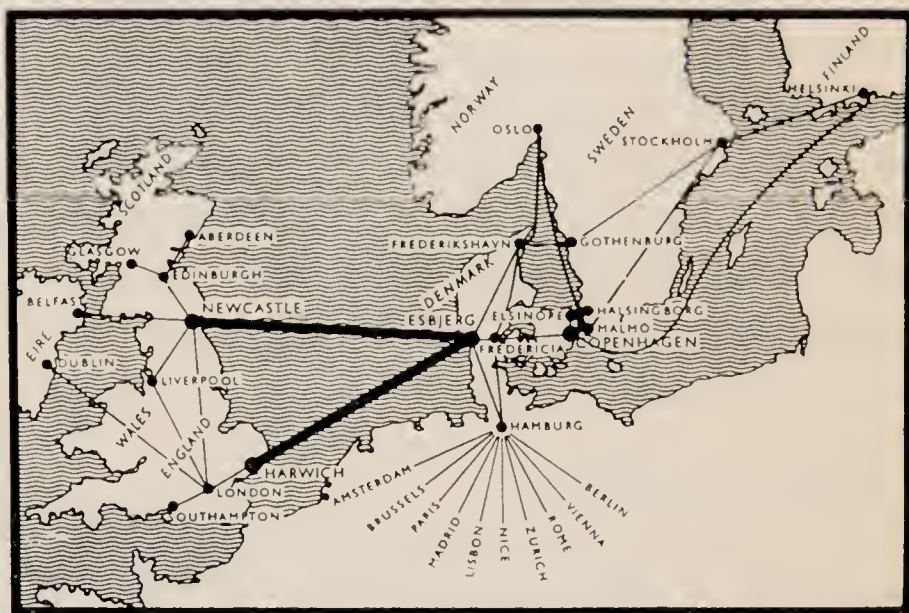 FINLAND
HELSINKI
NORWAY
SWEDEN
OSLO
STOCKHOLM
SCOTLAND
ABERDEEN
GLASGOW
EDINBURGH
FREDERIKSHAVN
GOTHENBURG
DENMARK
BELFAS
NEWCASTLE
ESBJERG
ELSINORE
HALSINGBORG
MALMO
COPENHAGEN
FREDERICIA
EIRE
DUBLIN
LIVERPOOL
WALES
ENGLAND
HARWICH
LONDON
SOUTHAMPTON
HAMBURG
AMSTERDAM
BRUSSELS
PARIS
MADRID
LISBON
NICE
ZURICH
ROME
VIENNA
BERLIN